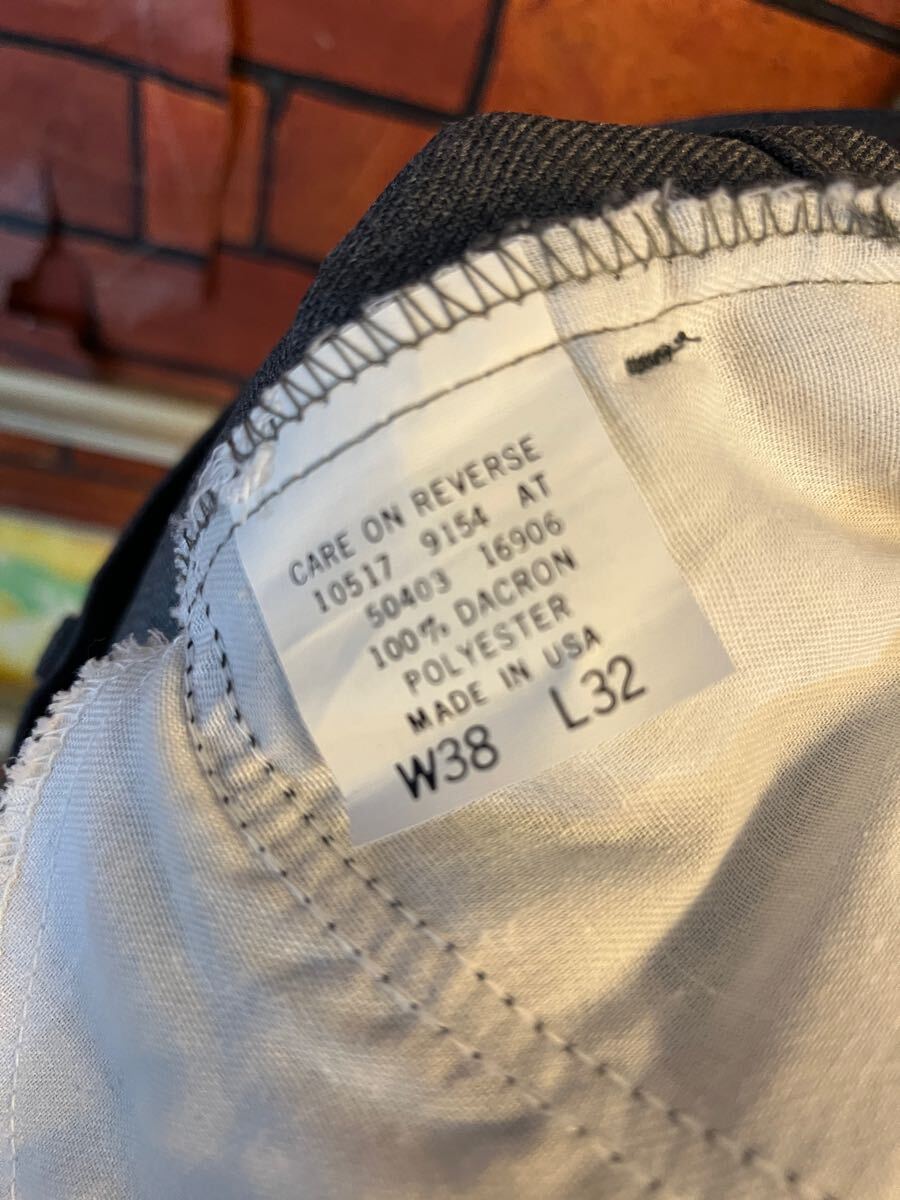 CARE ON REVERSE
10517 9154 AT
50403 16906
100% DACRON
POLYESTER
MADE IN USA
W38 L32